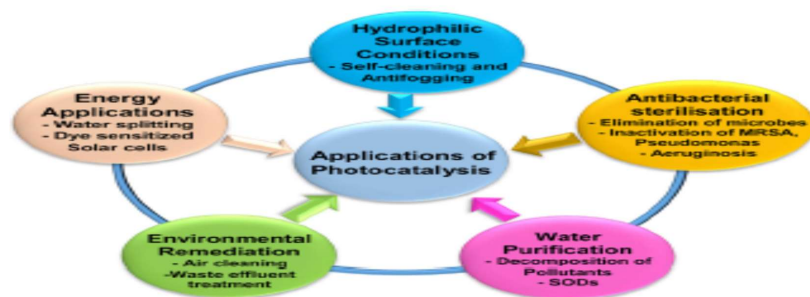 Hydrophilic
Surface
Conditions
- Self-cleaning and
Antifogging
Energy
Applications
- Water splitting
- Dye sensitized
Solar cells
Antibacterial
sterilisation
- Elimination of microbes
- Inactivation of MRSA,
Pseudomonas
- Aeruginosis
Applications of
Photocatalysis
Environmental
Remediation
- Air cleaning
-Waste effluent
treatment
Water
Purification
- Decomposition of
Pollutants
- SODs